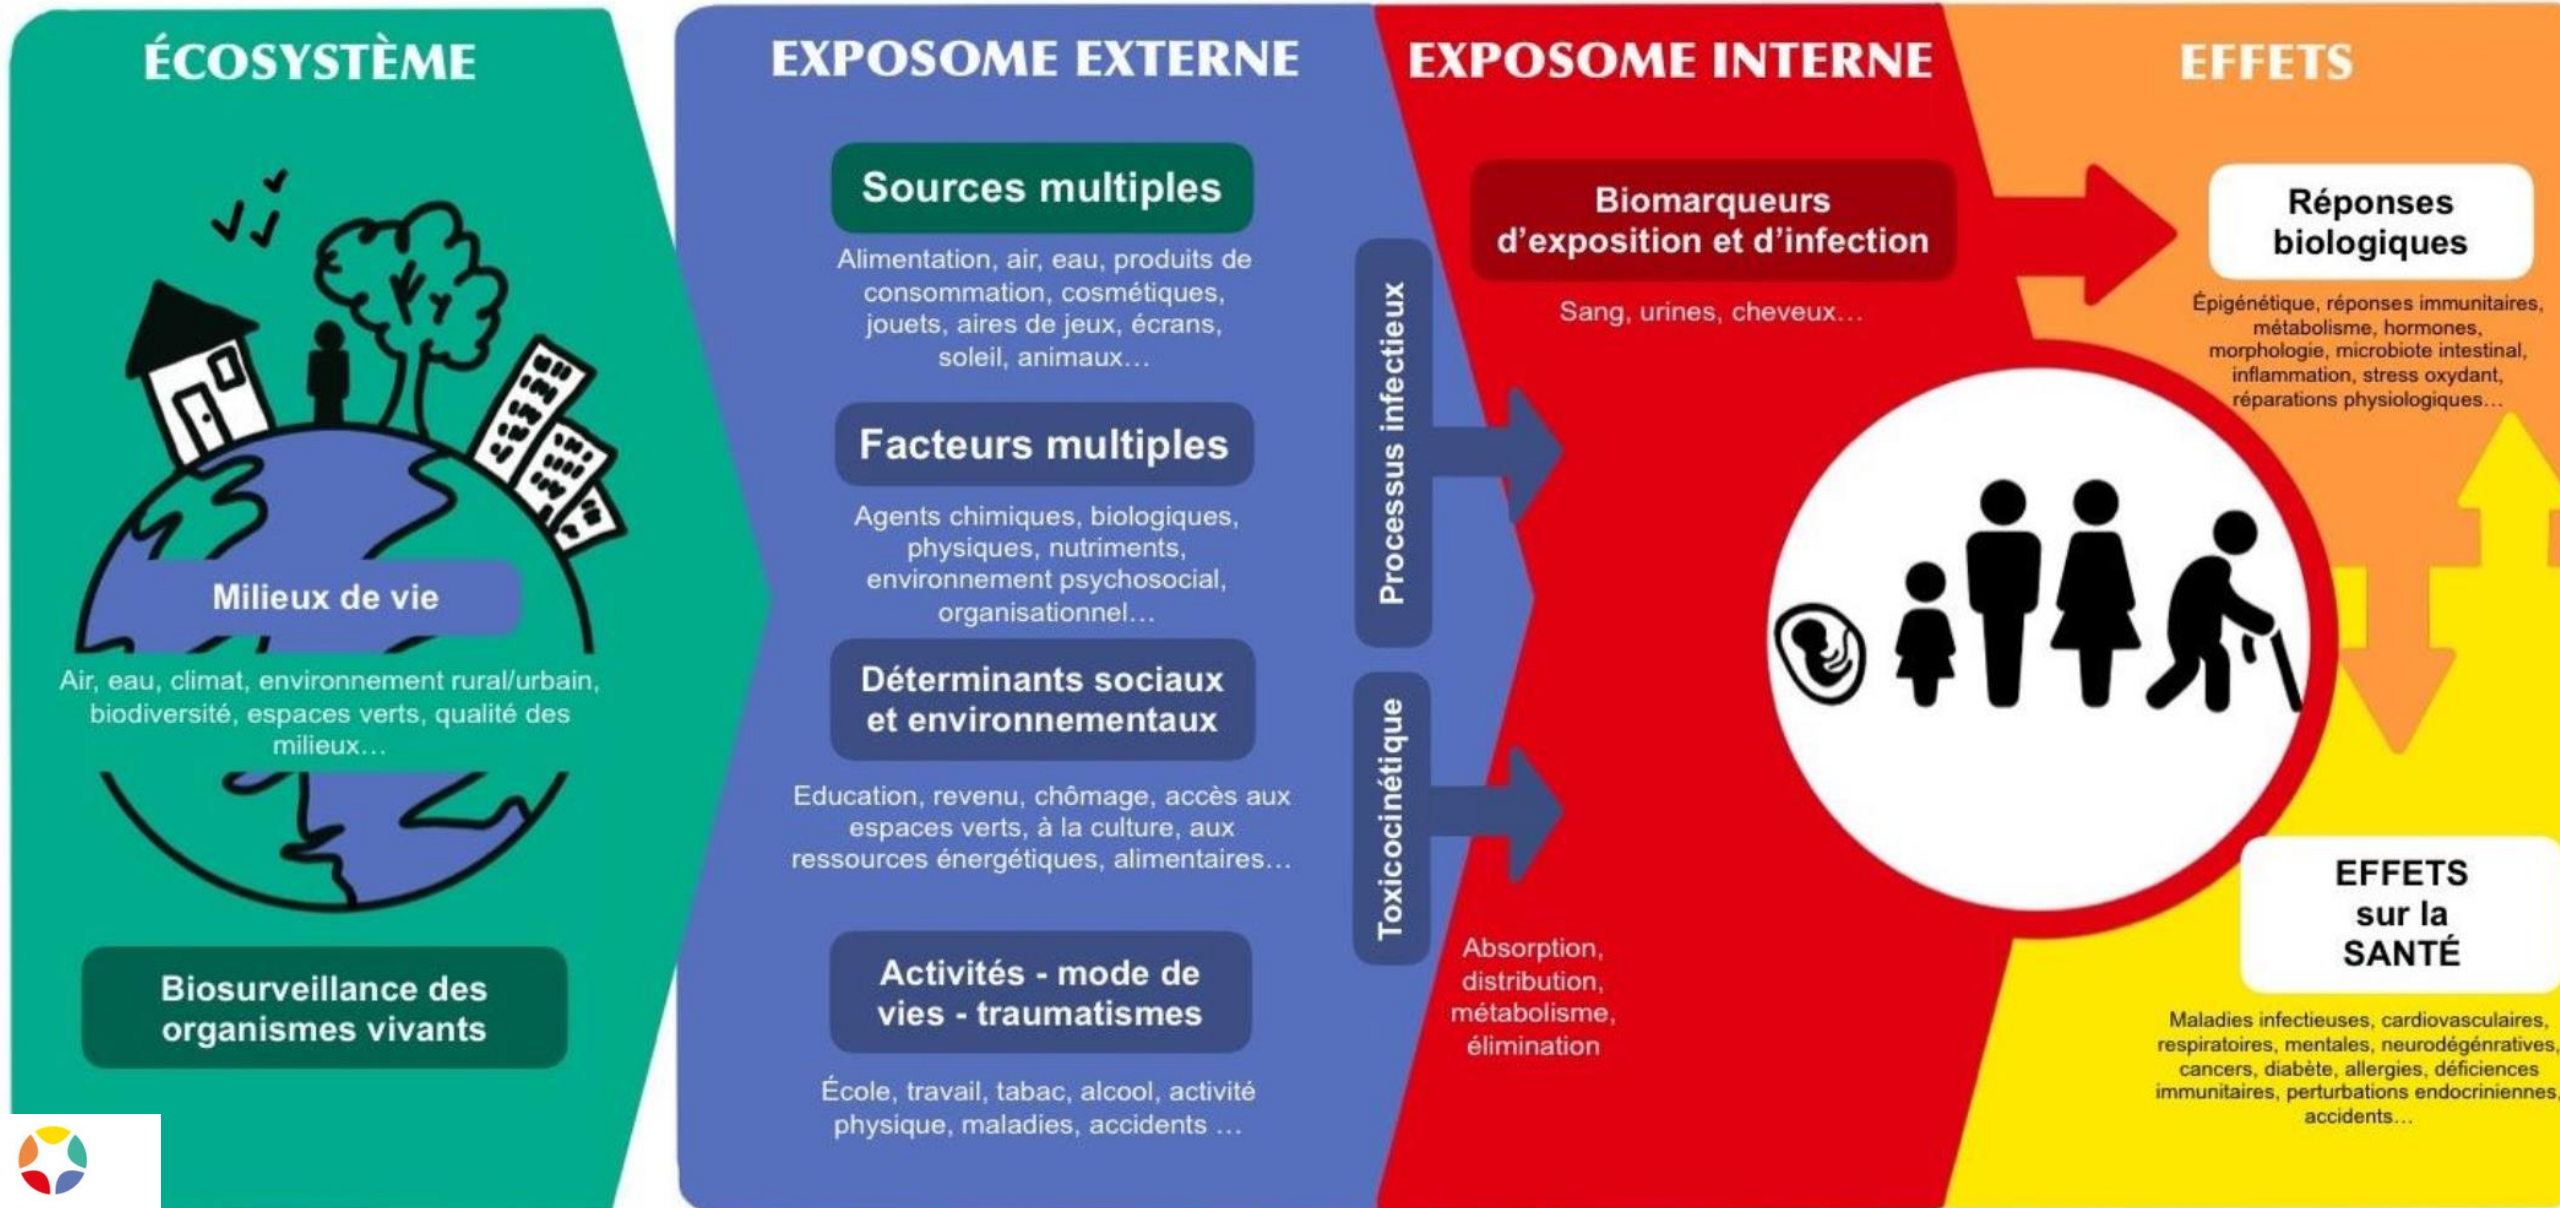 ÉCOSYSTÈME
Milieux de vie
Air, eau, climat, environnement rural/urbain,
biodiversité, espaces verts, qualité des
milieux...
Biosurveillance des
organismes vivants
EXPOSOME EXTERNE
Sources multiples
Alimentation, air, eau, produits de
consommation, cosmétiques,
jouets, aires de jeux, écrans,
soleil, animaux...
Facteurs multiples
Agents chimiques, biologiques,
physiques, nutriments,
environnement psychosocial,
organisationnel...
Déterminants sociaux
et environnementaux
Education, revenu, chômage, accès aux
espaces verts, à la culture, aux
ressources énergétiques, alimentaires...
Activités - mode de
vies - traumatismes
École, travail, tabac, alcool, activité
physique, maladies, accidents ...
Processus infectieux
Toxicocinétique
EXPOSOME INTERNE
Biomarqueurs
d'exposition et d'infection
Sang, urines, cheveux...
Absorption,
distribution,
métabolisme,
élimination
EFFETS
Réponses
biologiques
Épigénétique, réponses immunitaires,
métabolisme, hormones,
morphologie, microbiote intestinal,
inflammation, stress oxydant,
réparations physiologiques...
EFFETS
sur la
SANTÉ
Maladies infectieuses, cardiovasculaires,
respiratoires, mentales, neurodégénratives,
cancers, diabète, allergies, déficiences
immunitaires, perturbations endocriniennes,
accidents...